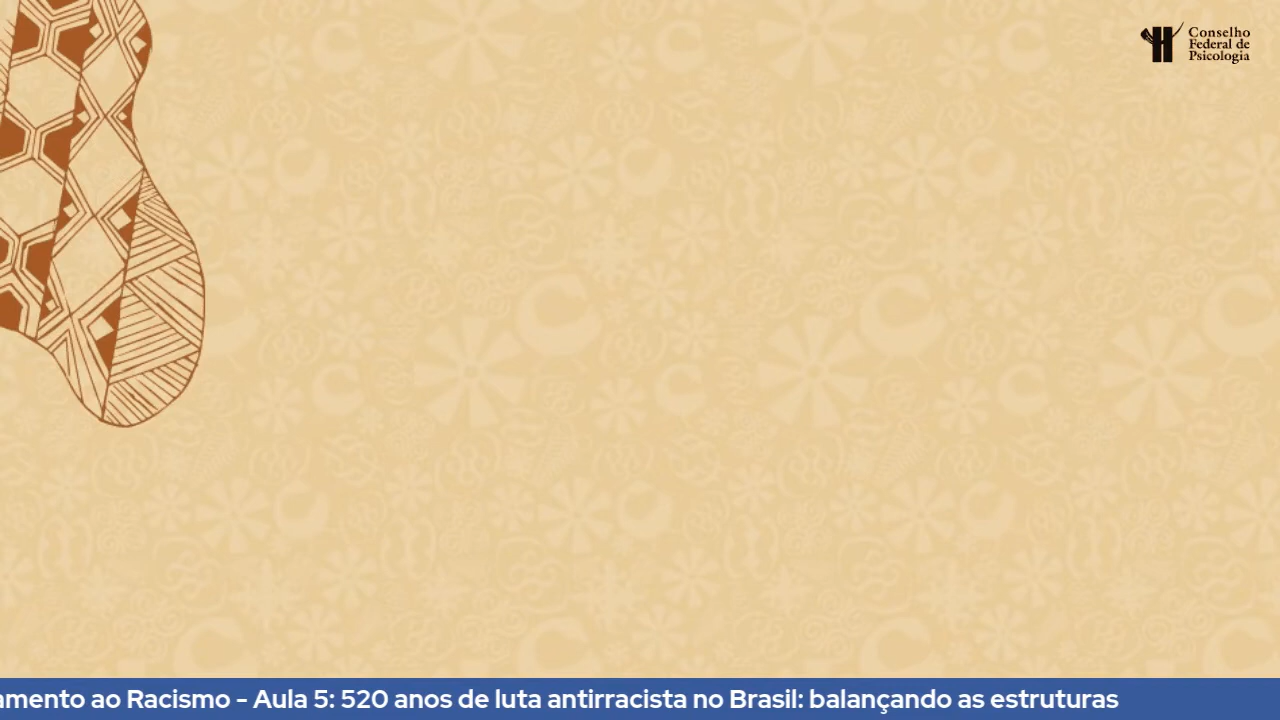 Conselho
Federal de
Psicologia
amento ao Racismo - Aula 5: 520 anos de luta antirracista no Brasil: balançando as estruturas